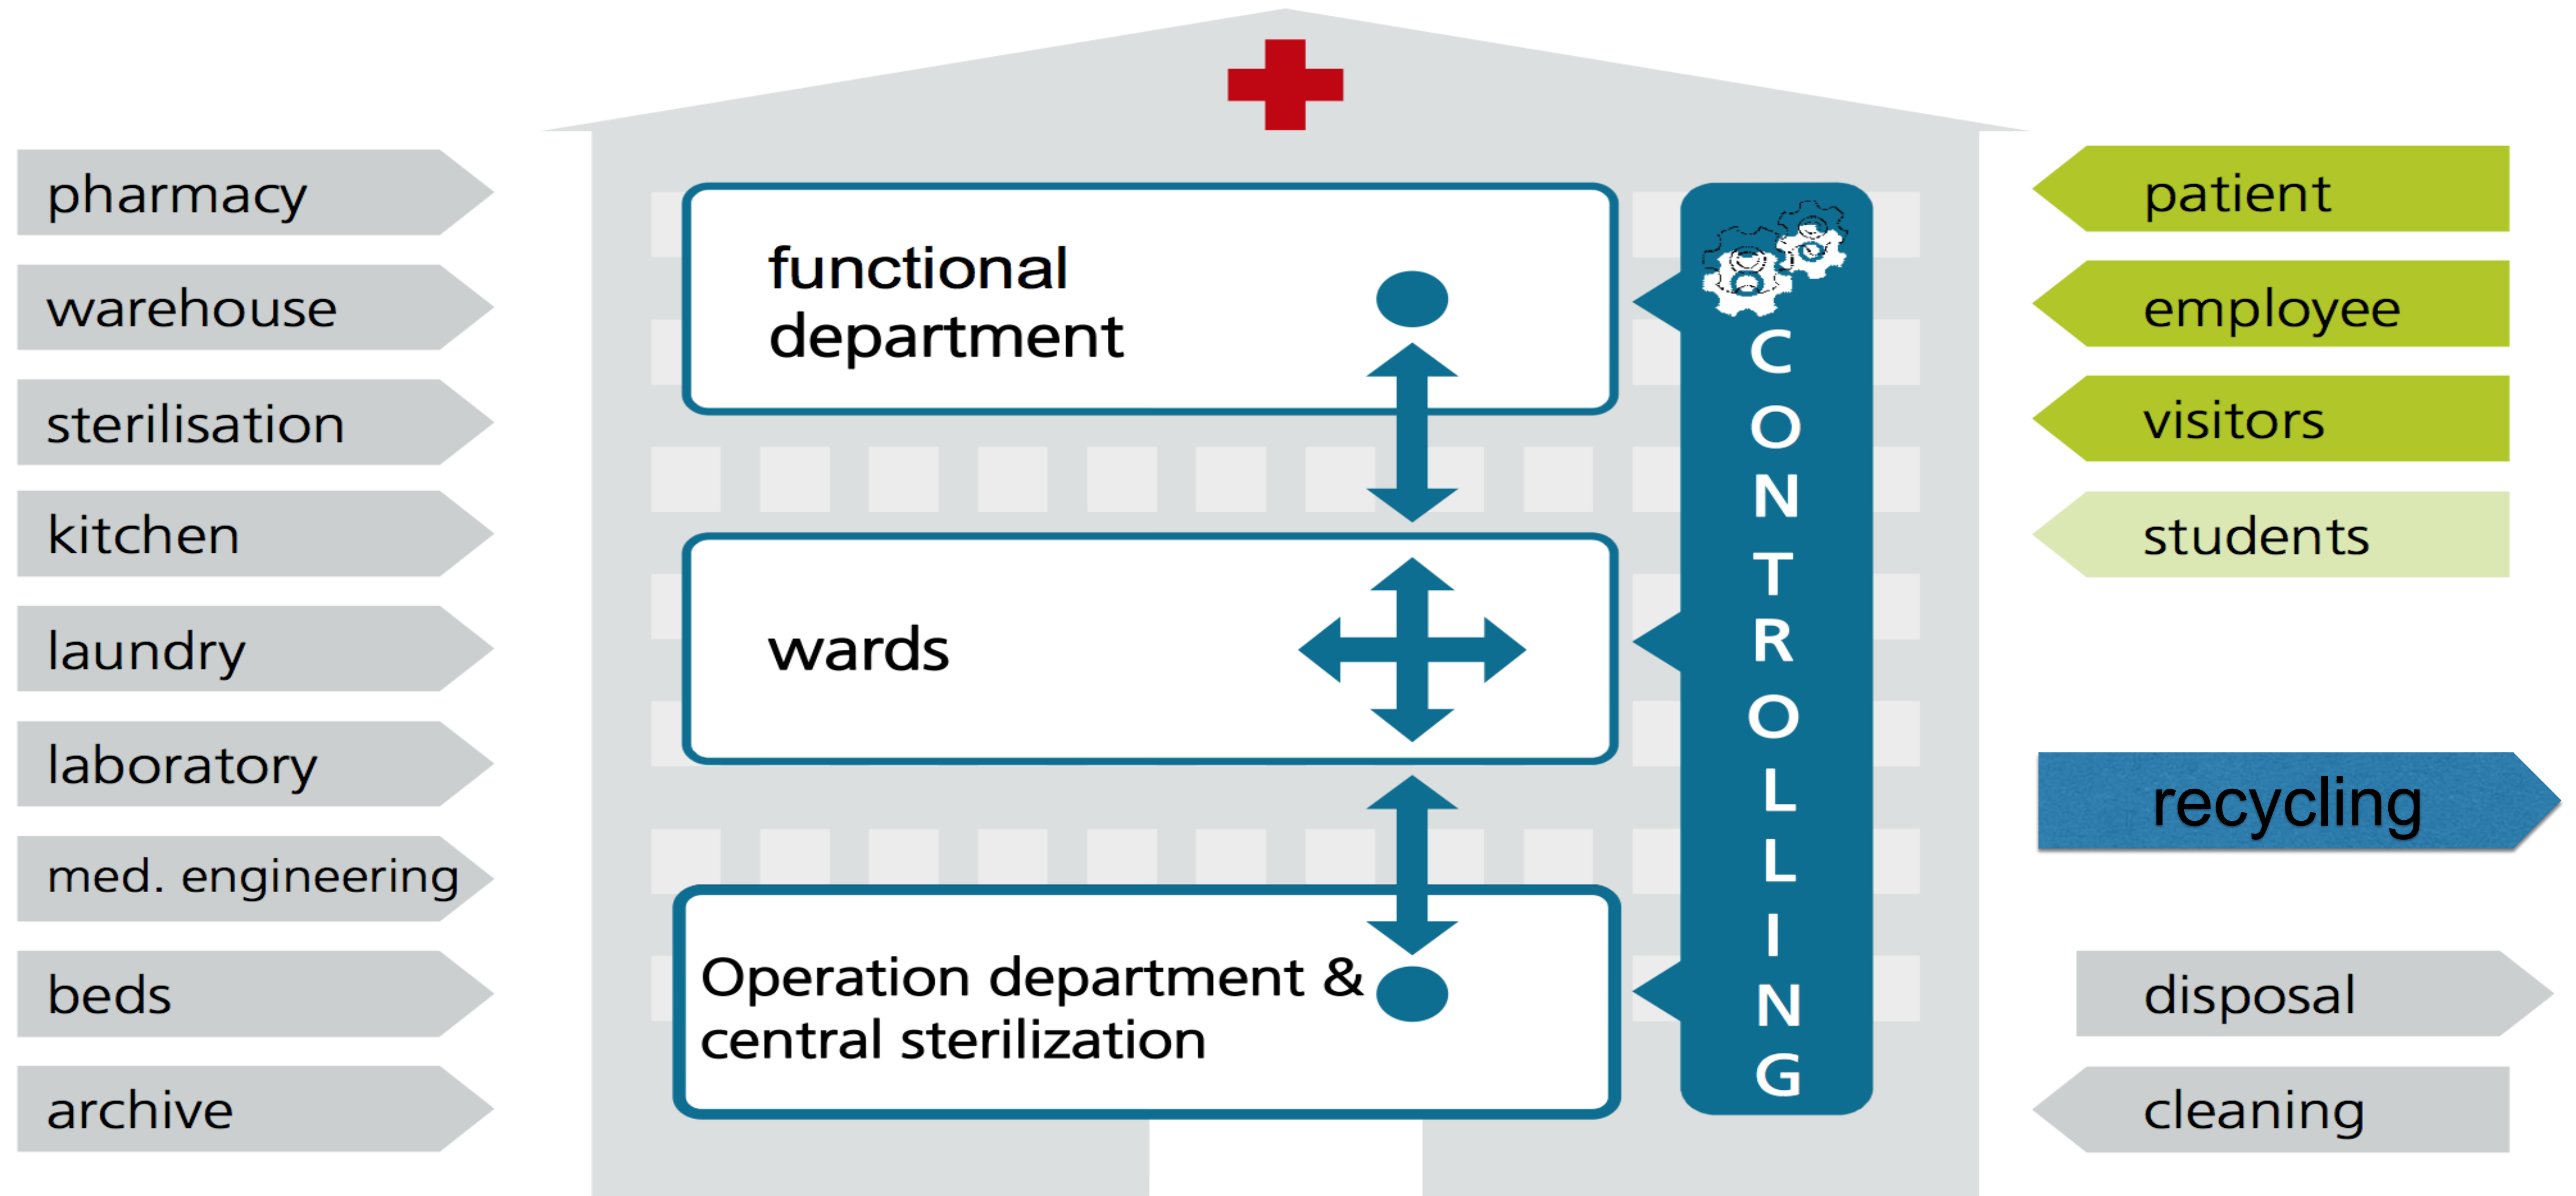 pharmacy
warehouse
sterilisation
kitchen
laundry
laboratory
med. engineering
beds
archive
functional
department
wards
Operation department &
central sterilization
CONTROLLING
patient
employee
visitors
students
recycling
disposal
cleaning